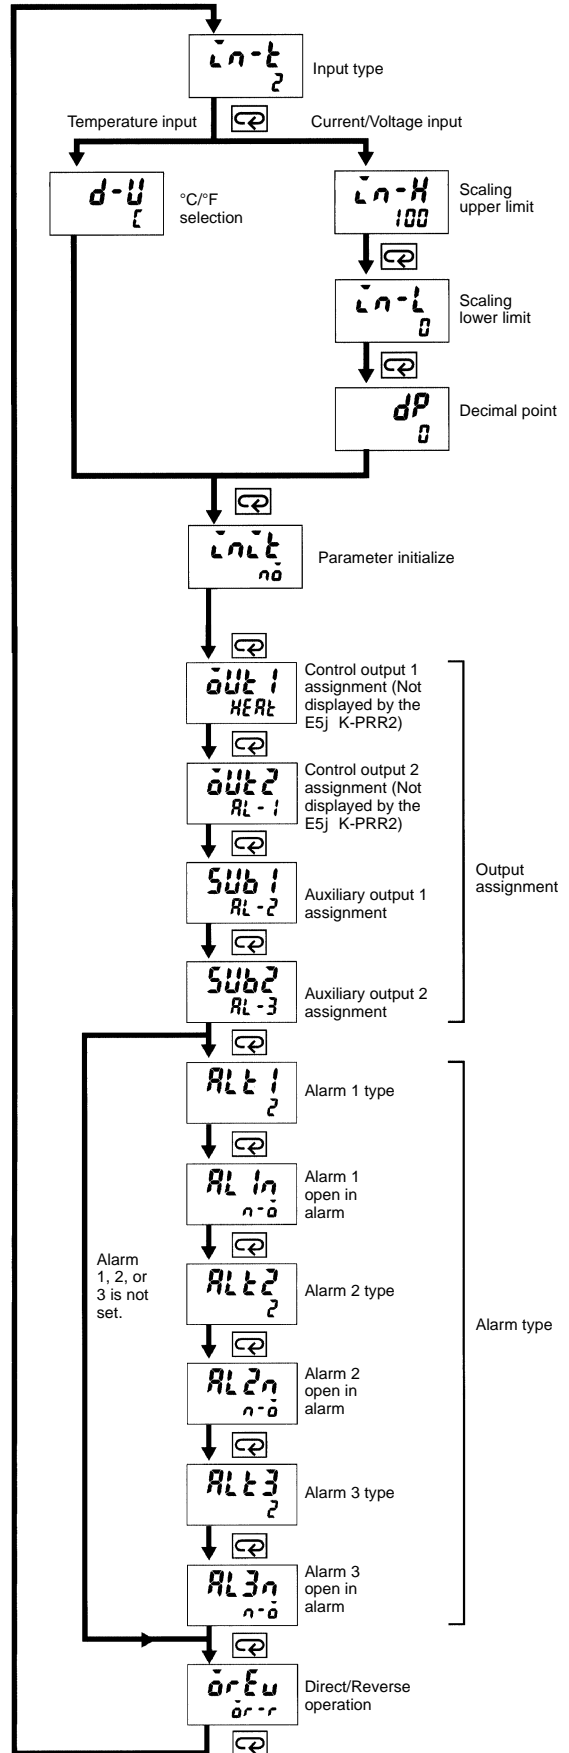 in-t
2
Input type
Temperature input
Current/Voltage input
d-U
C
°C/°F
selection
in-H
100
Scaling
upper limit
in-L
0
Scaling
lower limit
dP
0
Decimal point
init
no
Parameter initialize
oUt1
HEAt
Control output 1
assignment (Not
displayed by the
E5j K-PRR2)
oUt2
AL-1
Control output 2
assignment (Not
displayed by the
E5j K-PRR2)
SUb1
AL-2
Auxiliary output 1
assignment
SUb2
AL-3
Auxiliary output 2
assignment
Output
assignment
ALt1
2
Alarm 1 type
AL1n
n-o
Alarm 1
open in
alarm
Alarm
1, 2, or
3 is not
set.
ALt2
2
Alarm 2 type
AL2n
n-o
Alarm 2
open in
alarm
ALt3
2
Alarm 3 type
AL3n
n-o
Alarm 3
open in
alarm
Alarm type
orEv
or-r
Direct/Reverse
operation